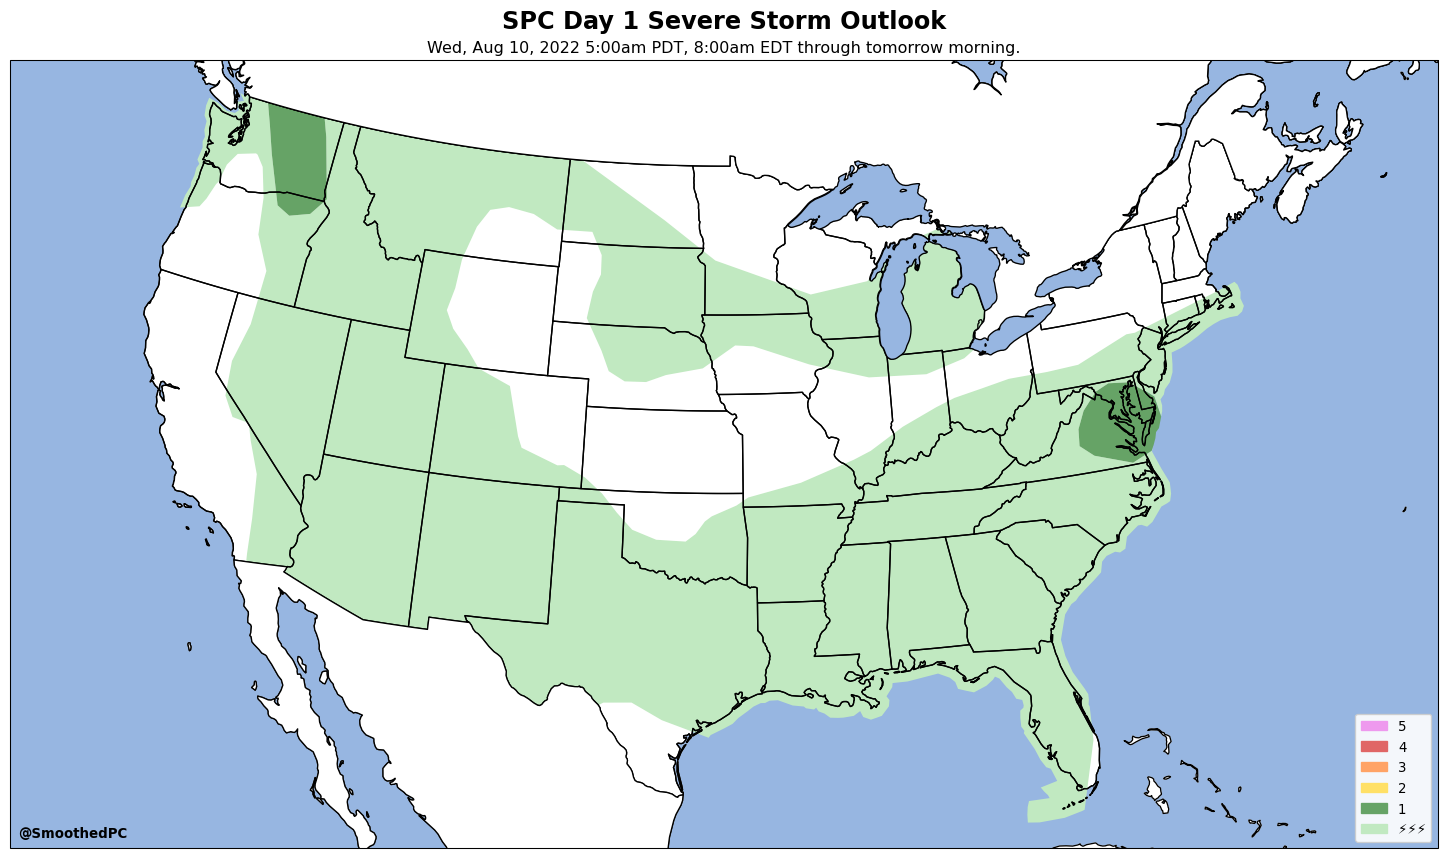 SPC Day 1 Severe Storm Outlook
Wed, Aug 10, 2022 5:00am PDT, 8:00am EDT through tomorrow morning.
5
4
3
2
1
⚡⚡⚡
@SmoothedPC